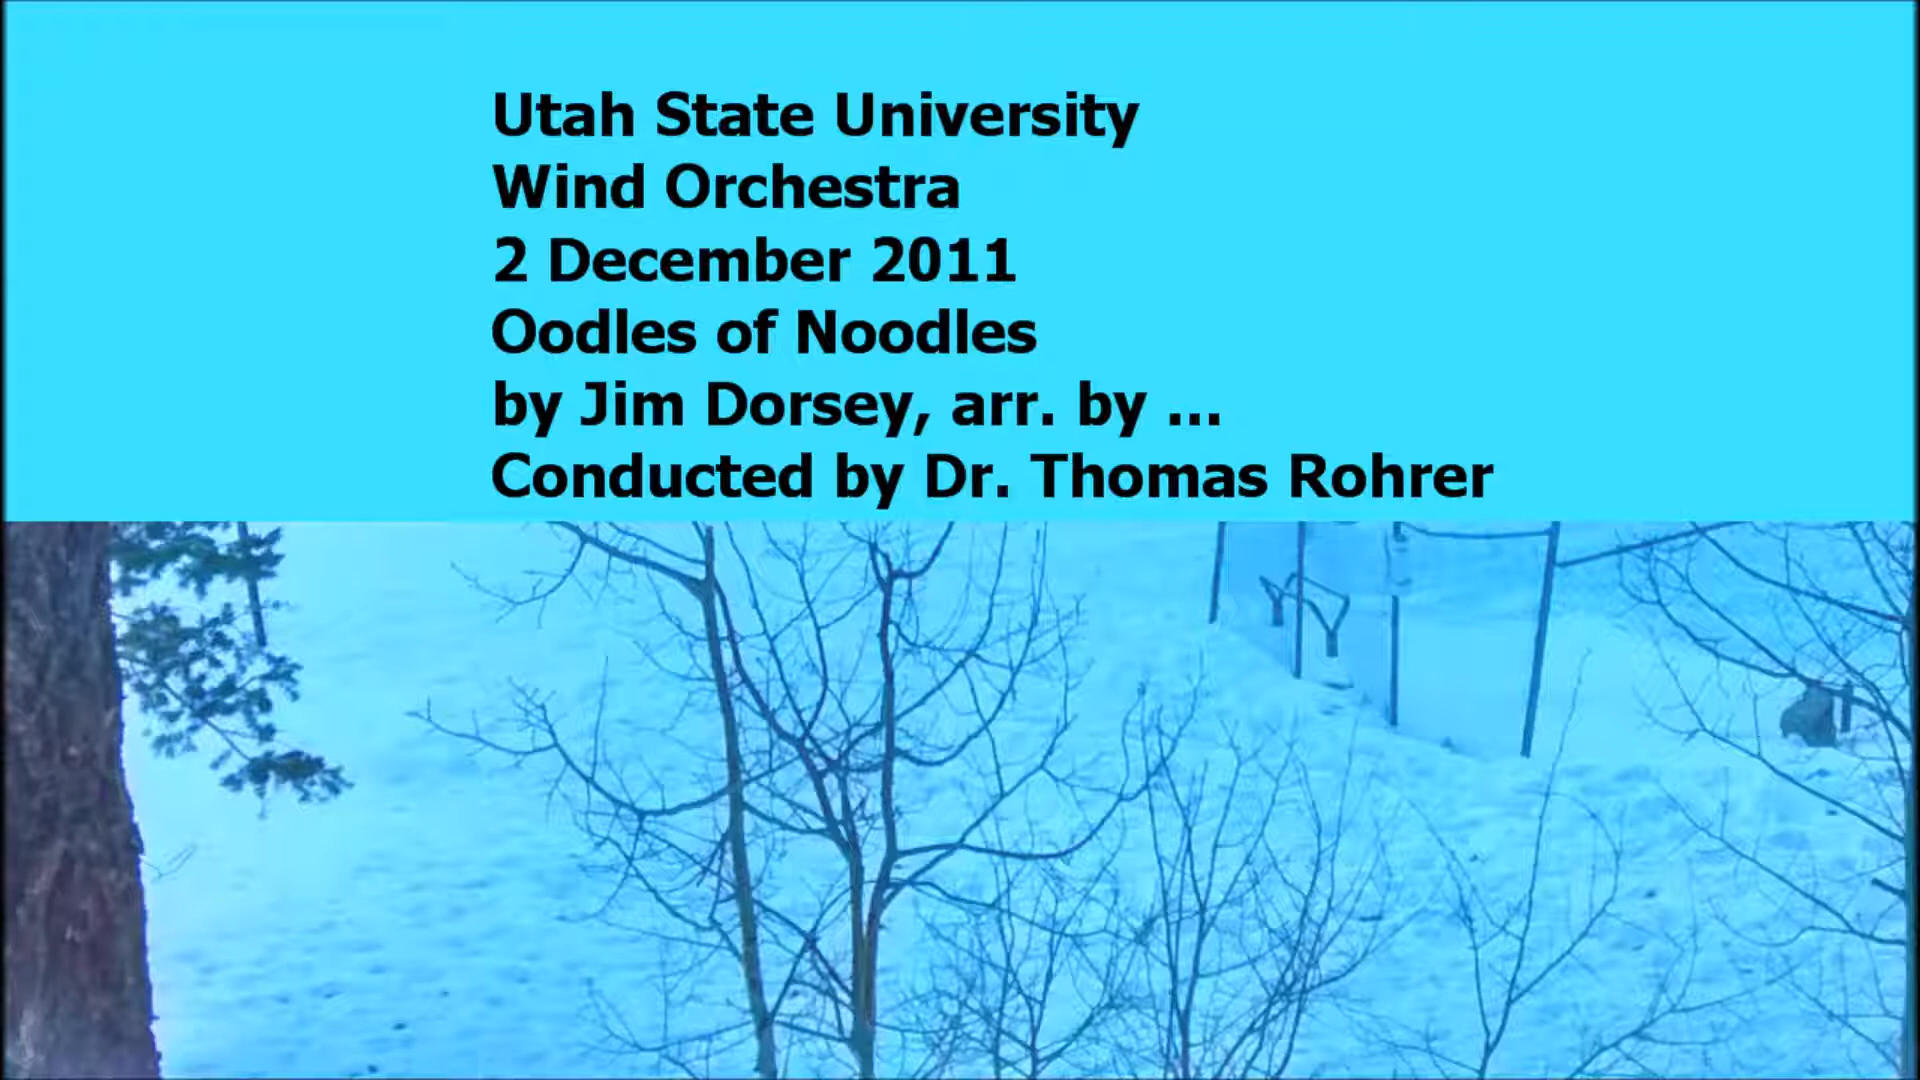 Utah State University
Wind Orchestra
2 December 2011
Oodles of Noodles
by Jim Dorsey, arr. by ...
Conducted by Dr. Thomas Rohrer